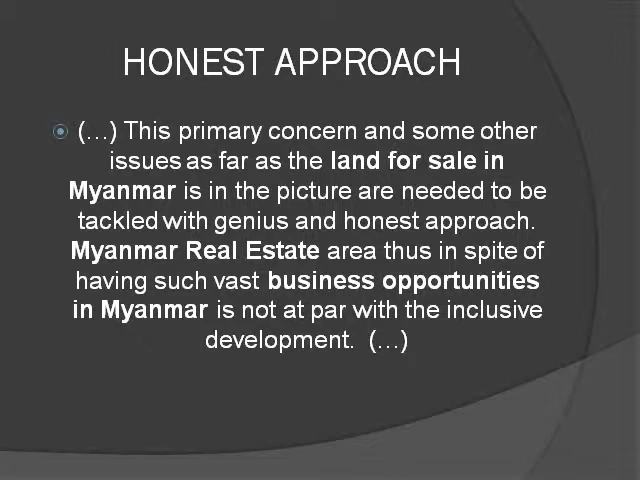 HONEST APPROACH
(…) This primary concern and some other
issues as far as the land for sale in
Myanmar is in the picture are needed to be
tackled with genius and honest approach.
Myanmar Real Estate area thus in spite of
having such vast business opportunities
in Myanmar is not at par with the inclusive
development.  (…)